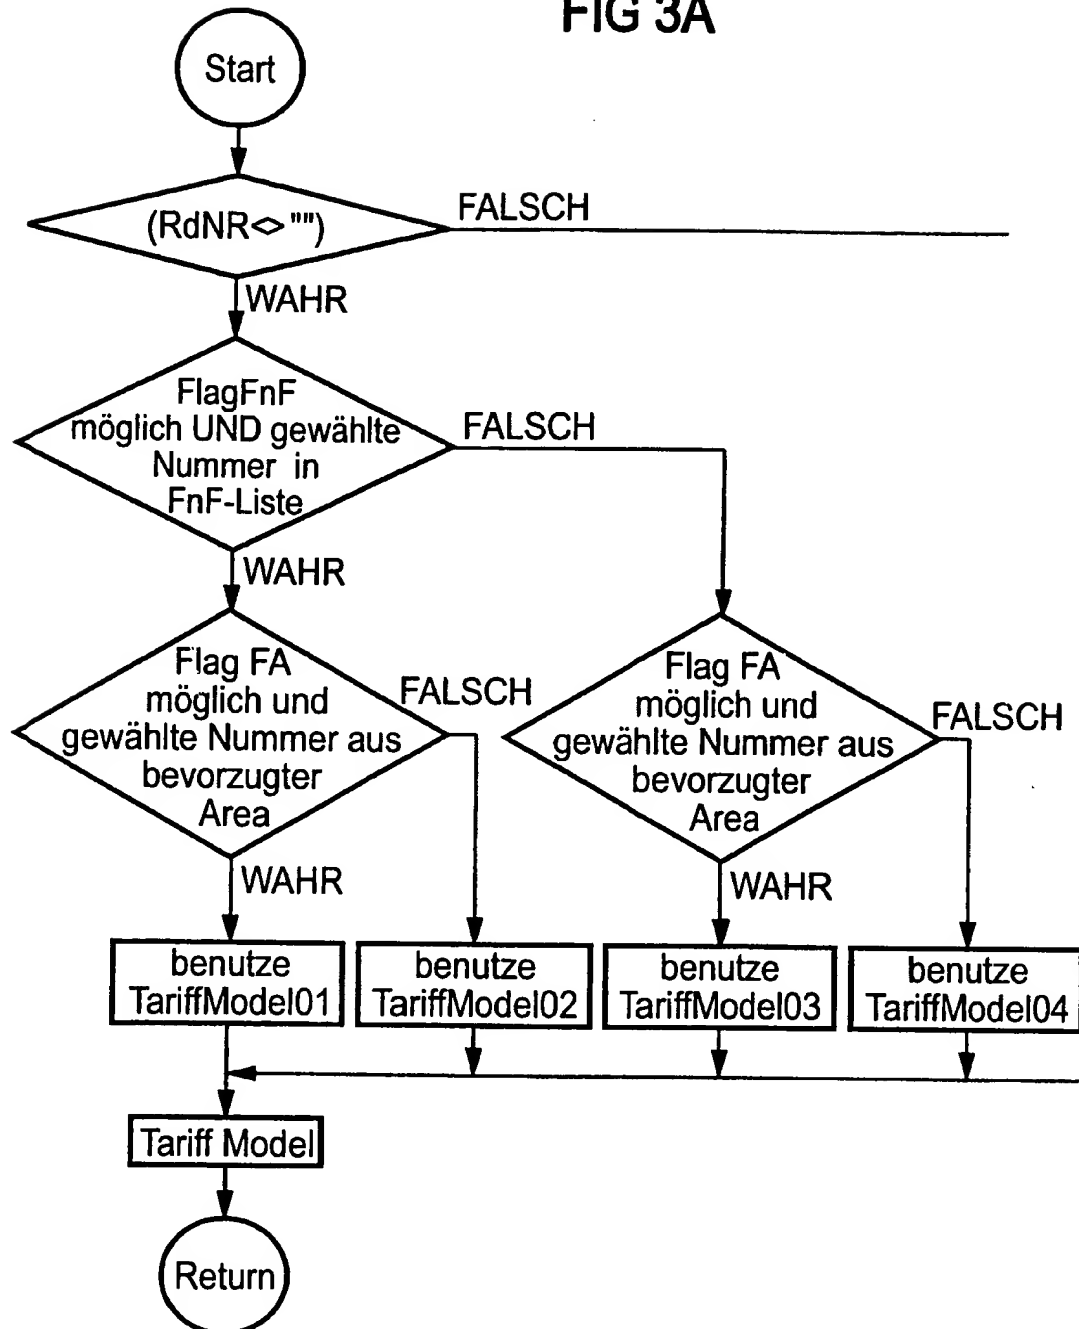 FIG 3A
Start
(RdNR<> "")
FALSCH
WAHR
FlagFnF
möglich UND gewählte
Nummer in
FnF-Liste
FALSCH
WAHR
Flag FA
möglich und
gewählte Nummer aus
bevorzugter
Area
FALSCH
Flag FA
möglich und
gewählte Nummer aus
bevorzugter
Area
FALSCH
WAHR
WAHR
benutze
TariffModel01
benutze
TariffModel02
benutze
TariffModel03
benutze
TariffModel04
Tariff Model
Return